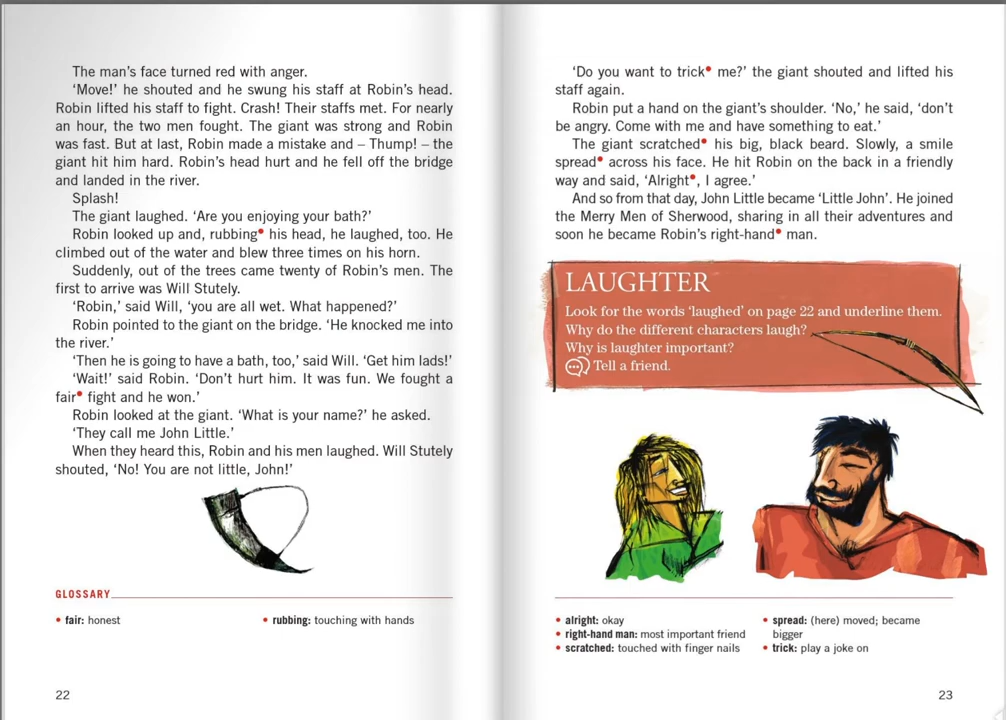 The man's face turned red with anger.
‘Move!’ he shouted and he swung his staff at Robin's head.
Robin lifted his staff to fight. Crash! Their staffs met. For nearly
an hour, the two men fought. The giant was strong and Robin
was fast. But at last, Robin made a mistake and – Thump! – the
giant hit him hard. Robin's head hurt and he fell off the bridge
and landed in the river.
Splash!
The giant laughed. ‘Are you enjoying your bath?’
Robin looked up and, rubbing• his head, he laughed, too. He
climbed out of the water and blew three times on his horn.
Suddenly, out of the trees came twenty of Robin's men. The
first to arrive was Will Stutely.
‘Robin,’ said Will, ‘you are all wet. What happened?’
Robin pointed to the giant on the bridge. ‘He knocked me into
the river.’
‘Then he is going to have a bath, too,’ said Will. ‘Get him lads!’
‘Wait!’ said Robin. ‘Don't hurt him. It was fun. We fought a
fair• fight and he won.’
Robin looked at the giant. ‘What is your name?’ he asked.
‘They call me John Little.’
When they heard this, Robin and his men laughed. Will Stutely
shouted, ‘No! You are not little, John!’
GLOSSARY
• fair: honest
• rubbing: touching with hands
22
‘Do you want to trick• me?’ the giant shouted and lifted his
staff again.
Robin put a hand on the giant's shoulder. ‘No,’ he said, ‘don't
be angry. Come with me and have something to eat.’
The giant scratched• his big, black beard. Slowly, a smile
spread• across his face. He hit Robin on the back in a friendly
way and said, ‘Alright•, I agree.’
And so from that day, John Little became ‘Little John’. He joined
the Merry Men of Sherwood, sharing in all their adventures and
soon he became Robin's right-hand• man.
LAUGHTER
Look for the words ‘laughed’ on page 22 and underline them.
Why do the different characters laugh?
Why is laughter important?
Tell a friend.
• alright: okay
• right-hand man: most important friend
• scratched: touched with finger nails
• spread: (here) moved; became
bigger
• trick: play a joke on
23